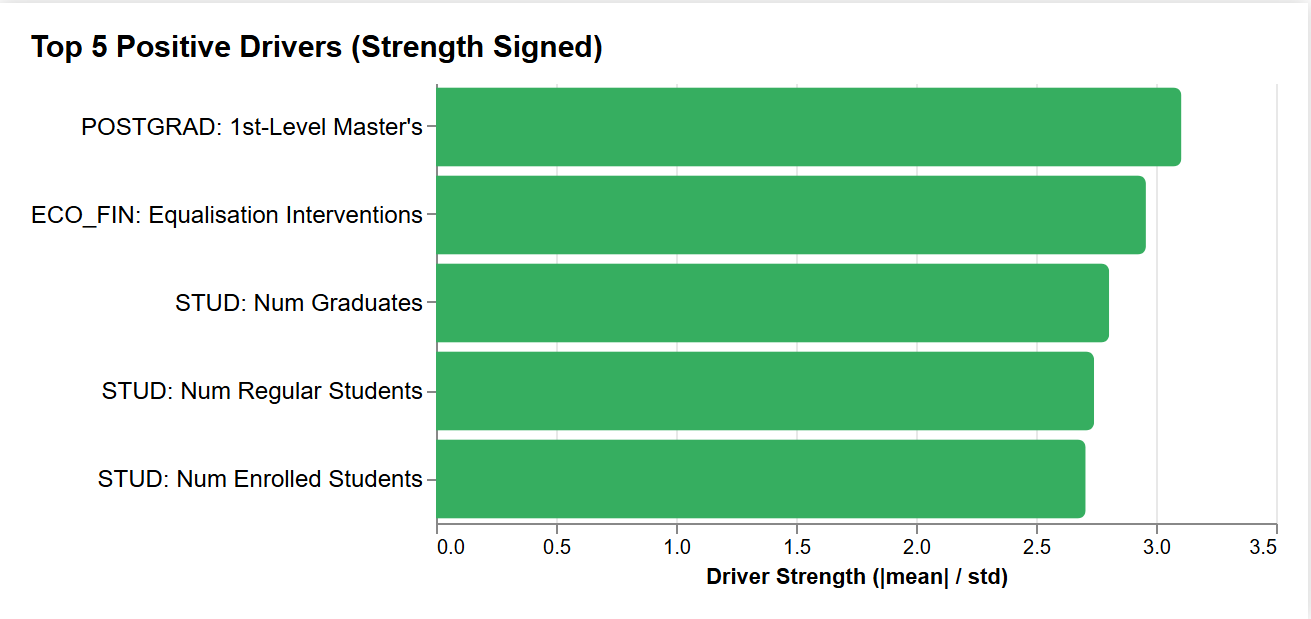 Top 5 Positive Drivers (Strength Signed)
POSTGRAD: 1st-Level Master's
ECO_FIN: Equalisation Interventions
STUD: Num Graduates
STUD: Num Regular Students
STUD: Num Enrolled Students
0.0 0.5 1.0 1.5 2.0 2.5 3.0 3.5
Driver Strength (|mean| / std)